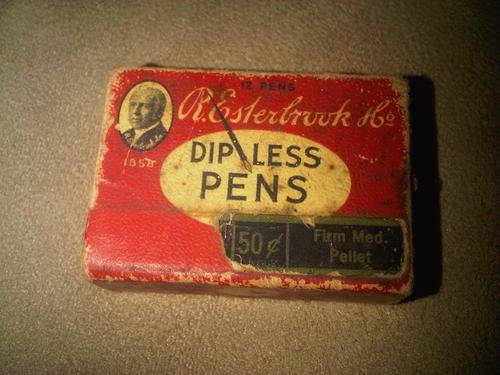 12 PENS
R. Esterbrook & Co
1858
DIP-LESS
PENS
50¢
Firm Med.
Pellet